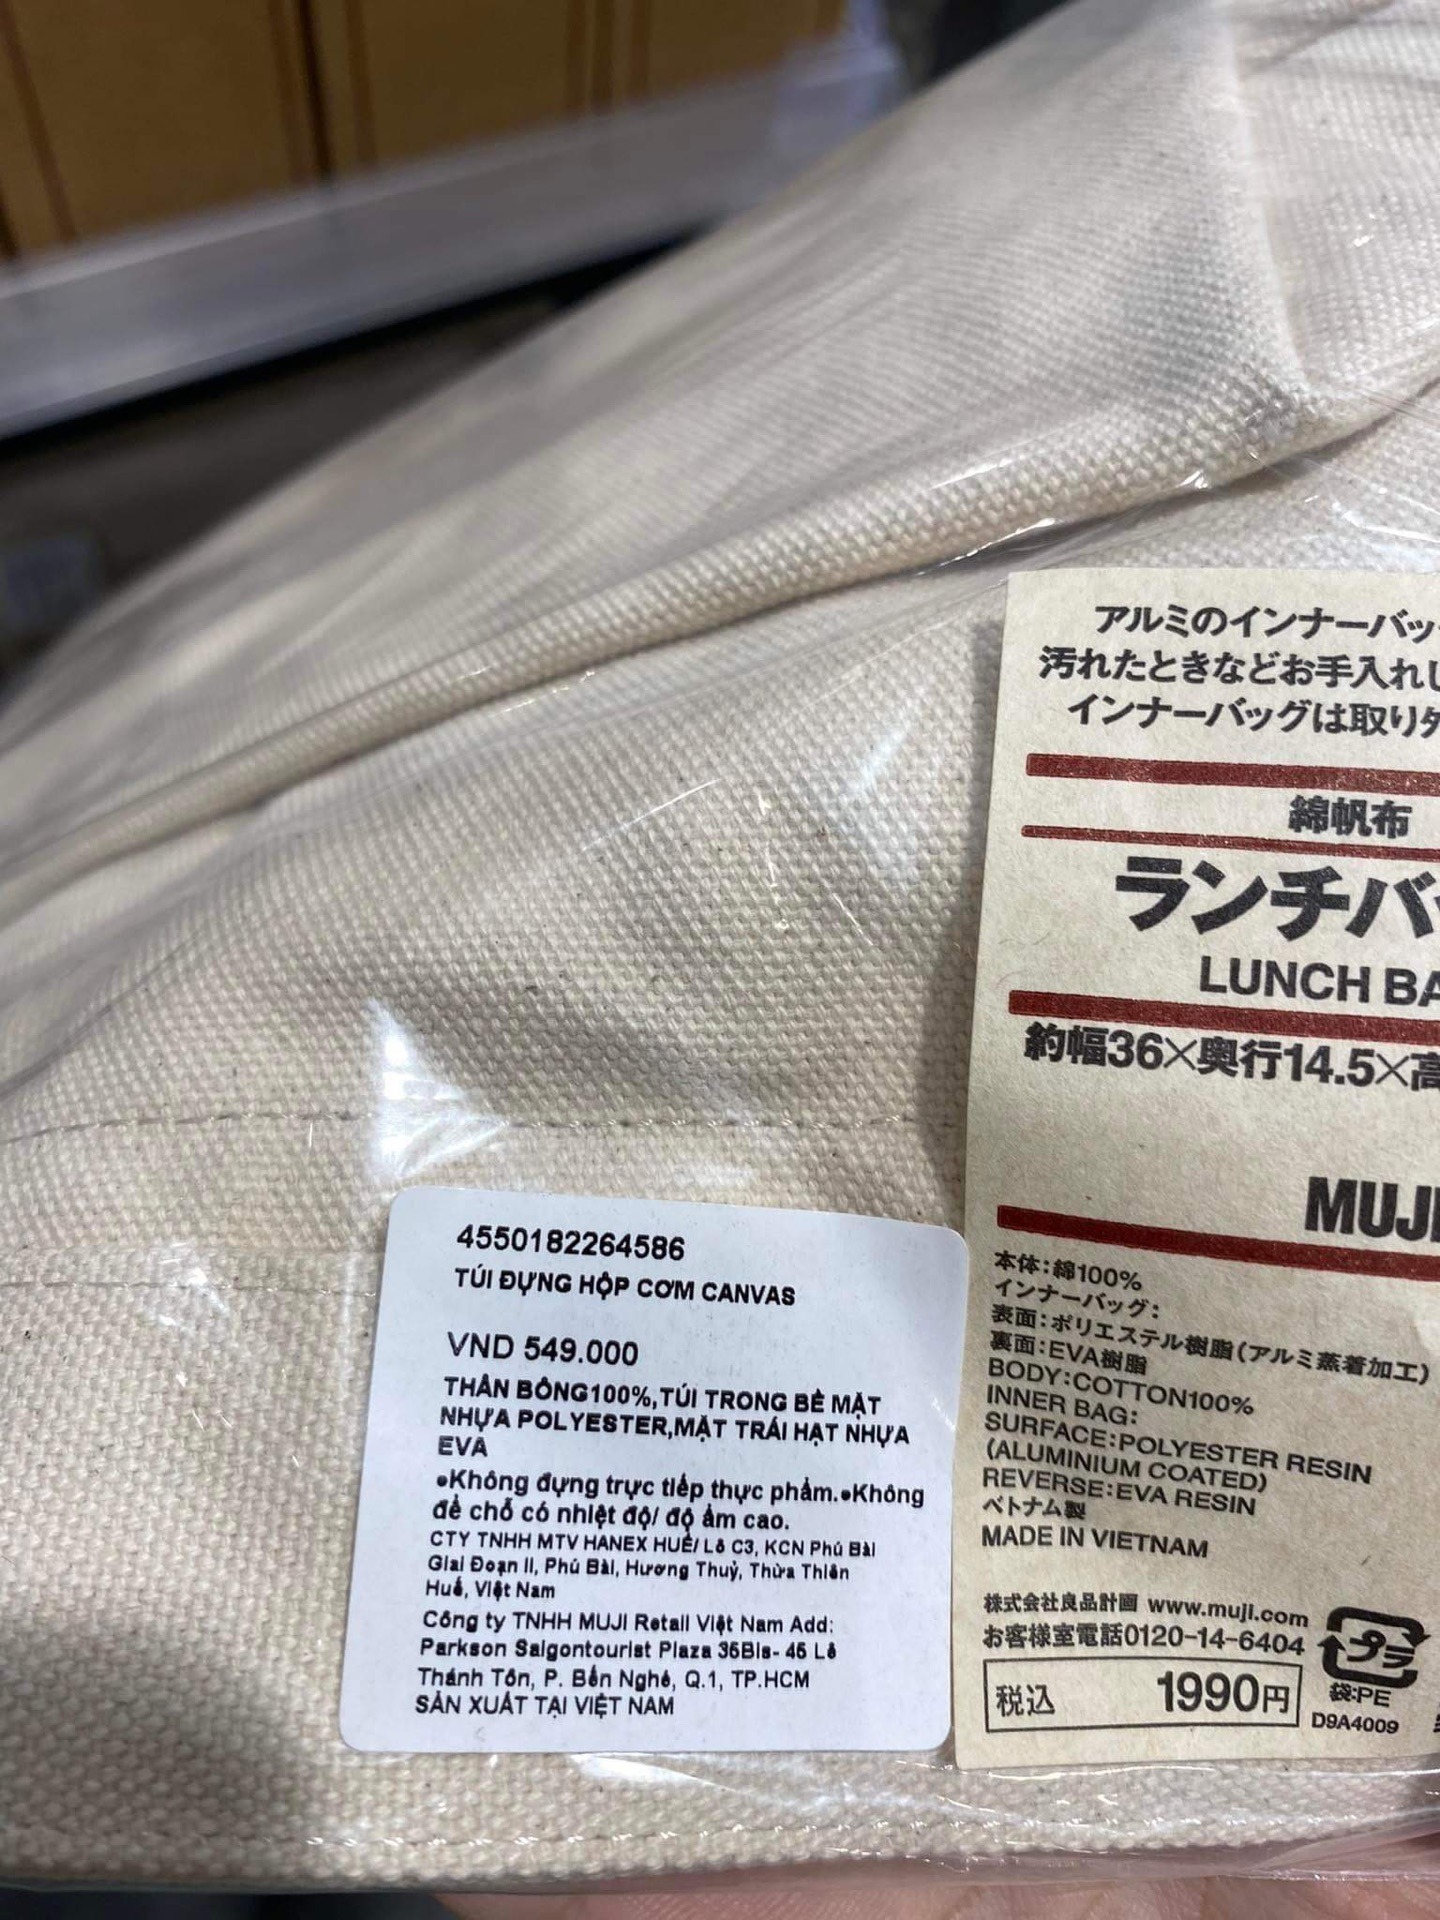 アルミのインナーバッ
汚れたときなどお手入れし
インナーバッグは取り外
綿帆布
ランチバッ
LUNCH BA
約幅36×奥行14.5×高
MUJI
本体:綿100%
インナーバッグ:
表面:ポリエステル樹脂(アルミ蒸着加工)
裏面:EVA樹脂
BODY:COTTON100%
INNER BAG:
SURFACE:POLYESTER RESIN
(ALUMINIUM COATED)
REVERSE:EVA RESIN
ベトナム製
MADE IN VIETNAM
株式会社良品計画 www.muji.com
お客様室電話0120-14-6404
税込 1990円
プラ
袋:PE
D9A4009
4550182264586
TÚI ĐỰNG HỘP CƠM CANVAS
VND 549.000
THÂN BÔNG100%,TÚI TRONG BỀ MẶT
NHỰA POLYESTER,MẶT TRÁI HẠT NHỰA
EVA
●Không đựng trực tiếp thực phẩm.●Không
để chỗ có nhiệt độ/ độ ẩm cao.
CTY TNHH MTV HANEX HUẾ/ Lô C3, KCN Phú Bài
Giai Đoạn II, Phú Bài, Hương Thuỷ, Thừa Thiên
Huế, Việt Nam
Công ty TNHH MUJI Retail Việt Nam Add:
Parkson Saigontourist Plaza 35Bis- 45 Lê
Thánh Tôn, P. Bến Nghé, Q.1, TP.HCM
SẢN XUẤT TẠI VIỆT NAM